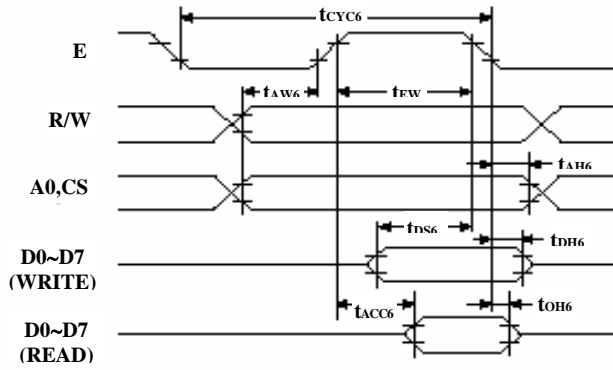 tCYC6
E
tAW6
tEW
R/W
tAH6
A0,CS
tDS6
tDH6
D0~D7
(WRITE)
tACC6
tOH6
D0~D7
(READ)